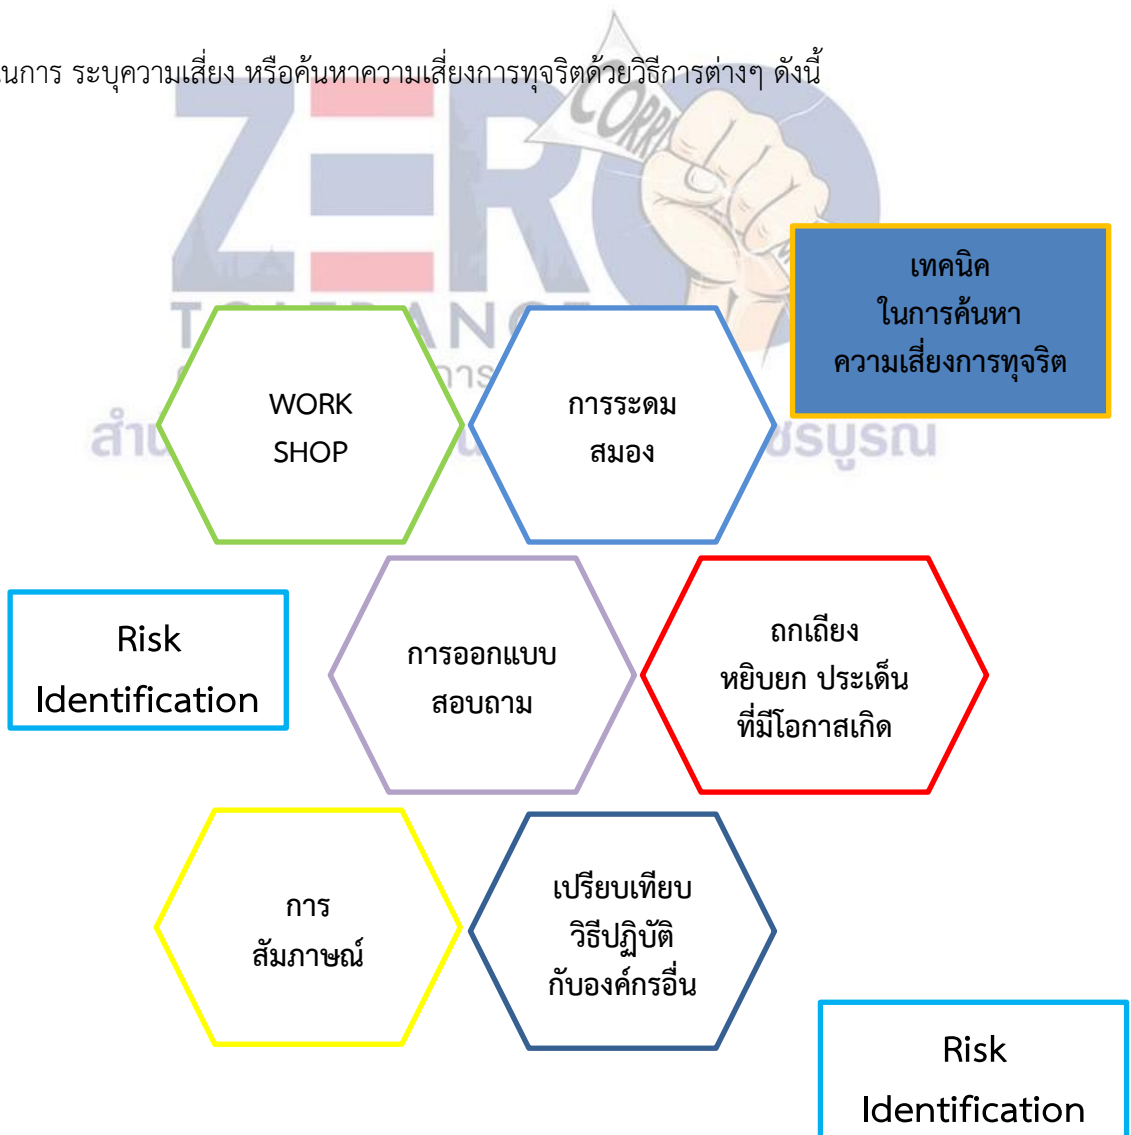 ระบุความเสี่ยง หรือค้นหาความเสี่ยงการทุจริตด้วยวิธีการต่างๆ ดังนี้
ZERO
เทคนิค
ในการค้นหา
ความเสี่ยงการทุจริต
WORK
SHOP
การระดม
สมอง
Risk
Identification
การออกแบบ
สอบถาม
ถกเถียง
หยิบยก ประเด็น
ที่มีโอกาสเกิด
การ
สัมภาษณ์
เปรียบเทียบ
วิธีปฏิบัติ
กับองค์กรอื่น
Risk
Identification